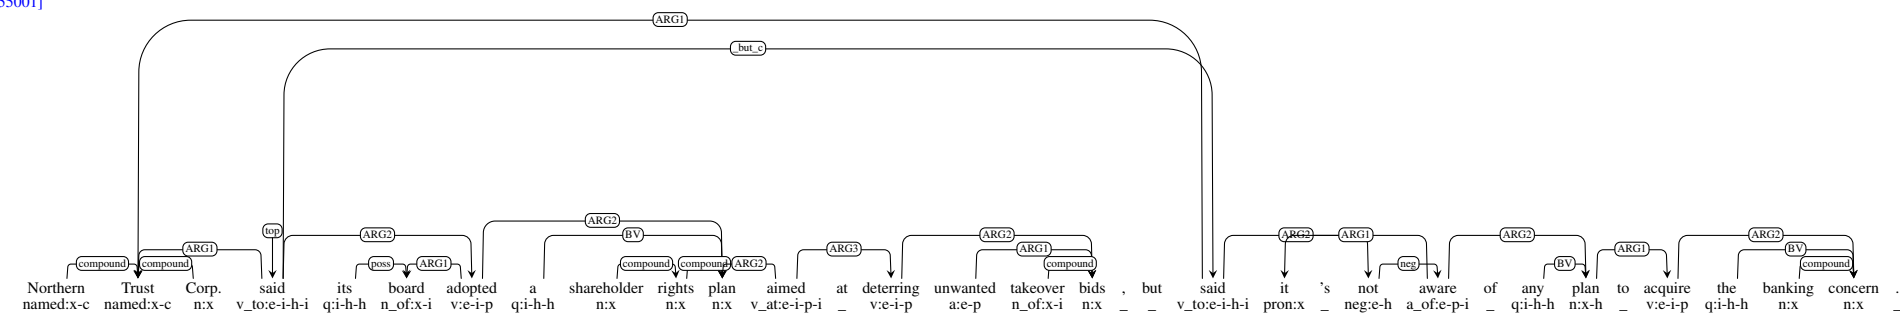 55001]
ARG1
_but_c
ARG2
top ARG2 BV ARG2 ARG2 ARG1 ARG2 ARG2
ARG1 ARG3 ARG1 BV
compound compound poss ARG1 compound compound ARG2 compound neg BV ARG1 compound
Northern Trust Corp. said its board adopted a shareholder rights plan aimed at deterring unwanted takeover bids , but said it 's not aware of any plan to acquire the banking concern .
named:x-c named:x-c n:x v_to:e-i-h-i q:i-h-h n_of:x-i v:e-i-p q:i-h-h n:x n:x n:x v_at:e-i-p-i _ v:e-i-p a:e-p n_of:x-i n:x _ _ v_to:e-i-h-i pron:x _ neg:e-h a_of:e-p-i _ q:i-h-h n:x-h _ v:e-i-p q:i-h-h n:x n:x _